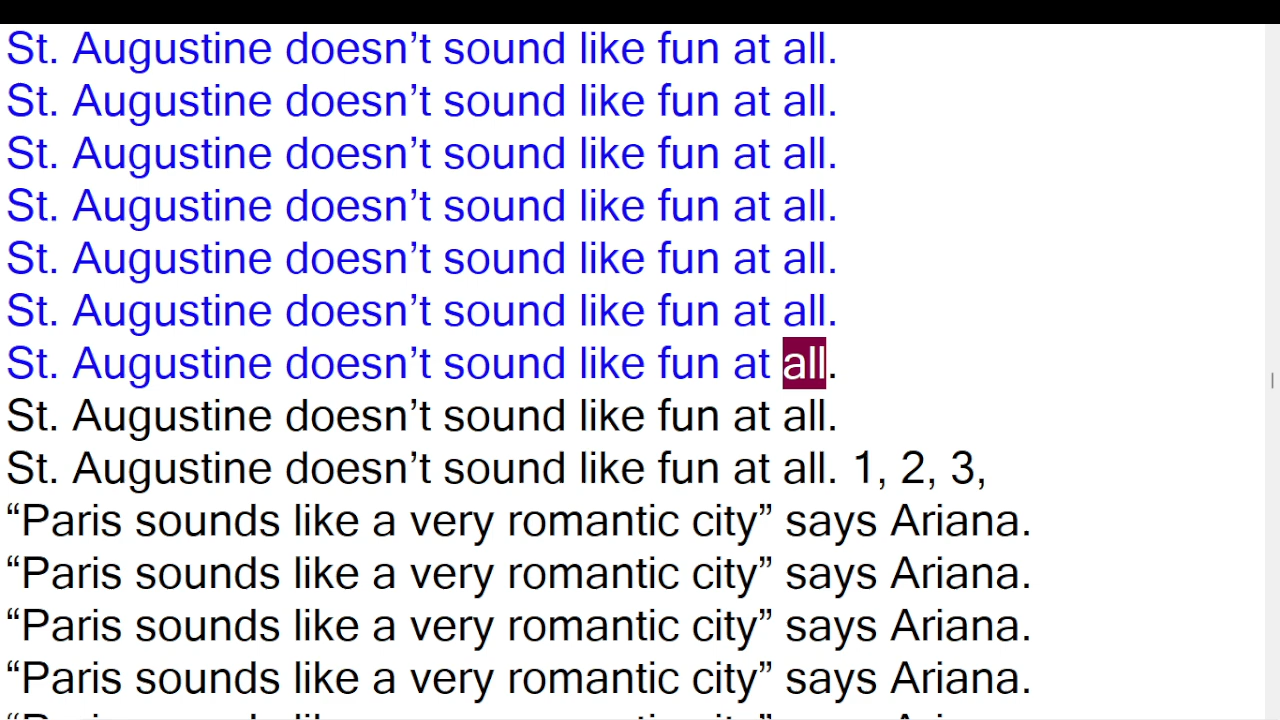 St. Augustine doesn’t sound like fun at all.
St. Augustine doesn’t sound like fun at all.
St. Augustine doesn’t sound like fun at all.
St. Augustine doesn’t sound like fun at all.
St. Augustine doesn’t sound like fun at all.
St. Augustine doesn’t sound like fun at all.
St. Augustine doesn’t sound like fun at all.
St. Augustine doesn’t sound like fun at all.
St. Augustine doesn’t sound like fun at all. 1, 2, 3,
“Paris sounds like a very romantic city” says Ariana.
“Paris sounds like a very romantic city” says Ariana.
“Paris sounds like a very romantic city” says Ariana.
“Paris sounds like a very romantic city” says Ariana.